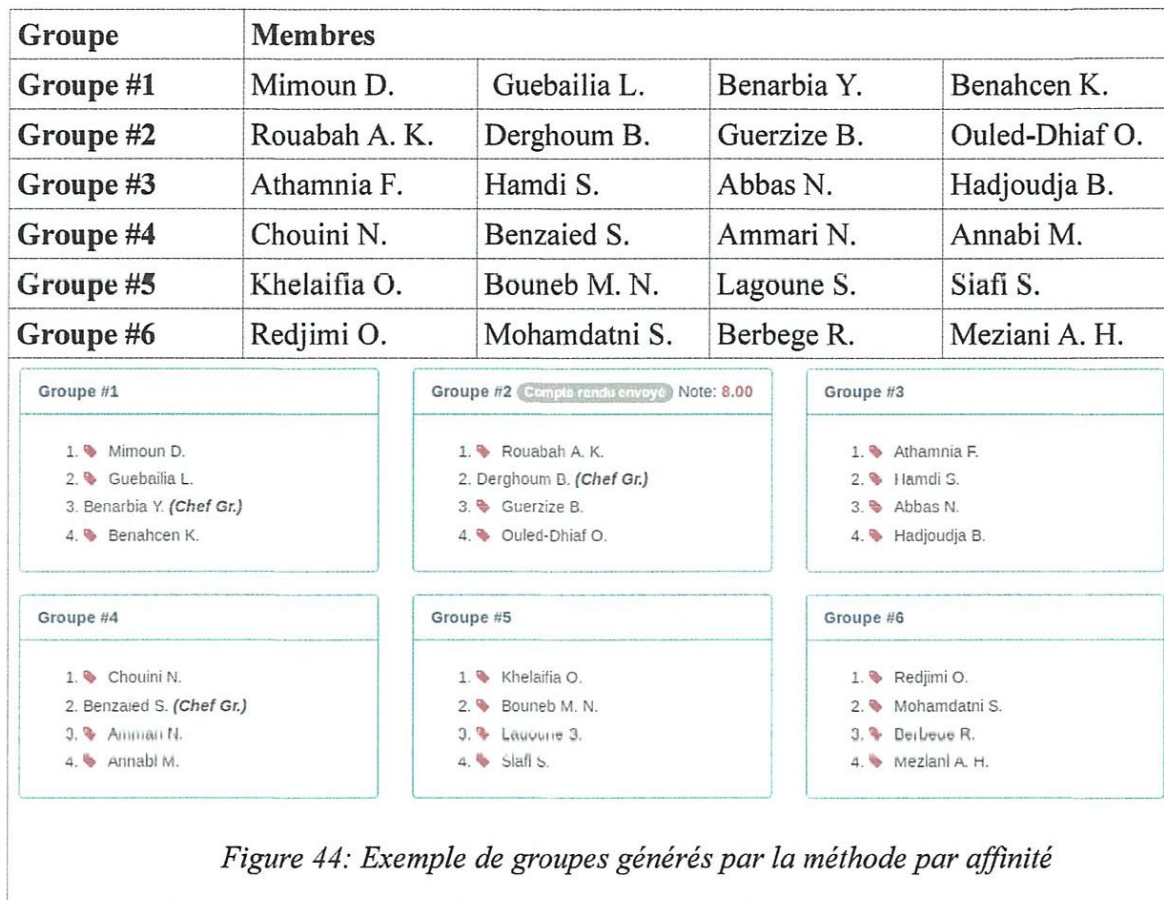 Groupe Membres
Groupe #1 Mimoun D. Guebailia L. Benarbia Y. Benahcen K.
Groupe #2 Rouabah A. K. Derghoum B. Guerzize B. Ouled-Dhiaf O.
Groupe #3 Athamnia F. Hamdi S. Abbas N. Hadjoudja B.
Groupe #4 Chouini N. Benzaied S. Ammari N. Annabi M.
Groupe #5 Khelaifia O. Bouneb M. N. Lagoune S. Siafi S.
Groupe #6 Redjimi O. Mohamdatni S. Berbege R. Meziani A. H.
Groupe #1
1. Mimoun D.
2. Guebailia L.
3. Benarbia Y. (Chef Gr.)
4. Benahcen K.
Groupe #2 Compte rendu envoyé Note: 8.00
1. Rouabah A. K.
2. Derghoum B. (Chef Gr.)
3. Guerzize B.
4. Ouled-Dhiaf O.
Groupe #3
1. Athamnia F.
2. Hamdi S.
3. Abbas N.
4. Hadjoudja B.
Groupe #4
1. Chouini N.
2. Benzaied S. (Chef Gr.)
3. Ammari N.
4. Annabi M.
Groupe #5
1. Khelaifia O.
2. Bouneb M. N.
3. Lagoune S.
4. Siafi S.
Groupe #6
1. Redjimi O.
2. Mohamdatni S.
3. Berbege R.
4. Meziani A. H.
Figure 44: Exemple de groupes générés par la méthode par affinité